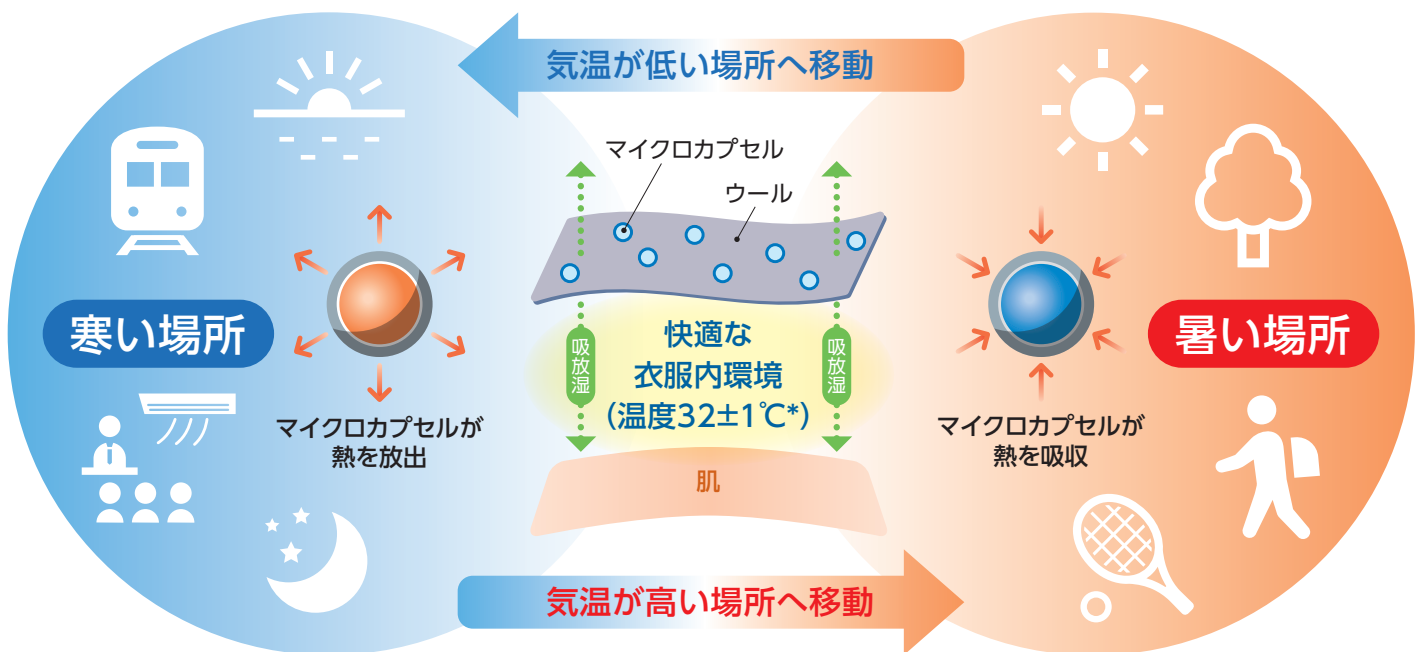 気温が低い場所へ移動
マイクロカプセル
ウール
寒い場所
マイクロカプセルが
熱を放出
吸放湿
快適な
衣服内環境
(温度32±1℃*)
吸放湿
肌
暑い場所
マイクロカプセルが
熱を吸収
気温が高い場所へ移動